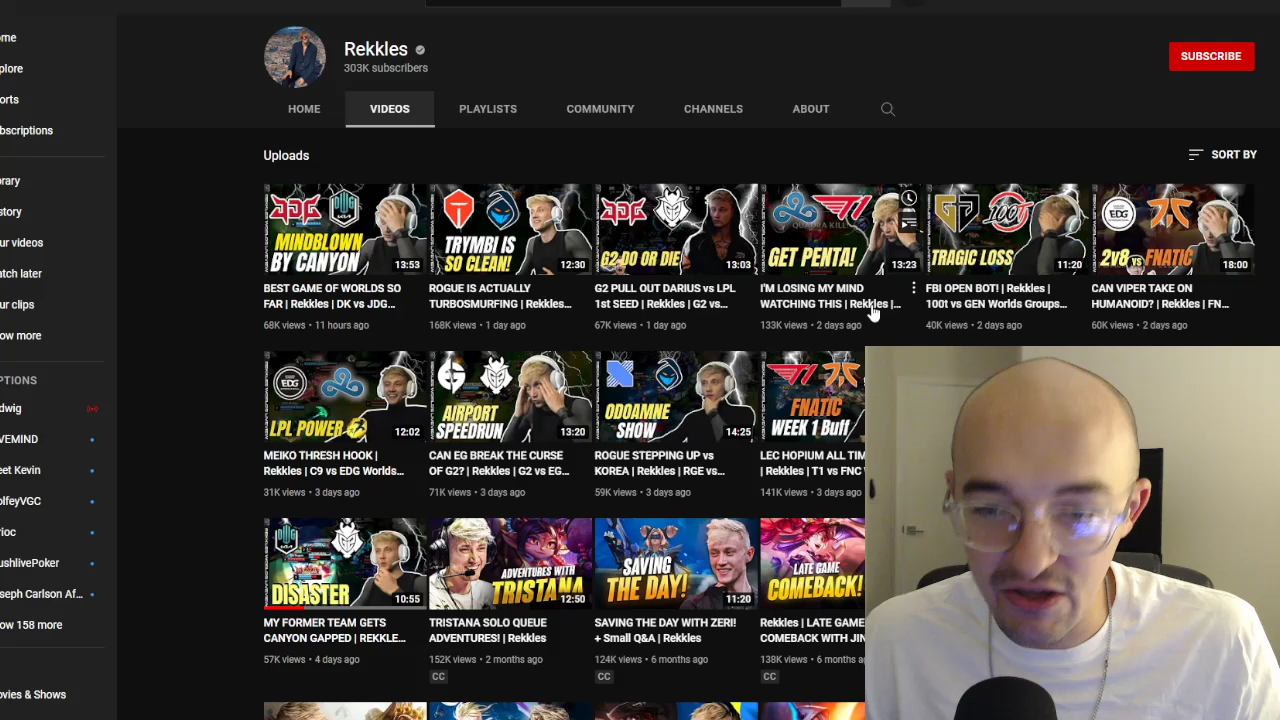 ome
plore
orts
bscriptions
brary
story
ur videos
atch later
ur clips
ow more
PTIONS
dwig
VEMIND
eet Kevin
olfeyVGC
rioc
ushlivePoker
seph Carlson Af...
ow 158 more
ovies & Shows
Rekkles
303K subscribers
SUBSCRIBE
HOME VIDEOS PLAYLISTS COMMUNITY CHANNELS ABOUT
Uploads
SORT BY
MINDBLOWN
BY CANYON
13:53
BEST GAME OF WORLDS SO
FAR | Rekkles | DK vs JDG...
68K views • 11 hours ago
TRYMBI IS
SO CLEAN!
12:30
ROGUE IS ACTUALLY
TURBOSMURFING | Rekkles...
168K views • 1 day ago
G2 DO OR DIE
13:03
G2 PULL OUT DARIUS vs LPL
1st SEED | Rekkles | G2 vs...
67K views • 1 day ago
QUADRA KILL
GET PENTA!
13:23
I'M LOSING MY MIND
WATCHING THIS | Rekkles |...
133K views • 2 days ago
TRAGIC LOSS
11:20
FBI OPEN BOT! | Rekkles |
100t vs GEN Worlds Groups...
40K views • 2 days ago
EDG
2v8 vs FNATIC
18:00
CAN VIPER TAKE ON
HUMANOID? | Rekkles | FN...
60K views • 2 days ago
EDG
LPL POWER
12:02
MEIKO THRESH HOOK |
Rekkles | C9 vs EDG Worlds...
31K views • 3 days ago
AIRPORT
SPEEDRUN
13:20
CAN EG BREAK THE CURSE
OF G2? | Rekkles | G2 vs EG...
71K views • 3 days ago
ODOAMNE
SHOW
14:25
ROGUE STEPPING UP vs
KOREA | Rekkles | RGE vs...
59K views • 3 days ago
FNATIC
WEEK 1 Buff
LEC HOPIUM ALL TIM
| Rekkles | T1 vs FNC
141K views • 3 days ago
DISASTER
10:55
MY FORMER TEAM GETS
CANYON GAPPED | REKKLE...
57K views • 4 days ago
ADVENTURES WITH
TRISTANA
12:50
TRISTANA SOLO QUEUE
ADVENTURES! | Rekkles
152K views • 2 months ago
CC
SAVING
THE DAY!
11:20
SAVING THE DAY WITH ZERI!
+ Small Q&A | Rekkles
124K views • 6 months ago
CC
LATE GAME
COMEBACK!
Rekkles | LATE GAME
COMEBACK WITH JIN
138K views • 6 months
CC